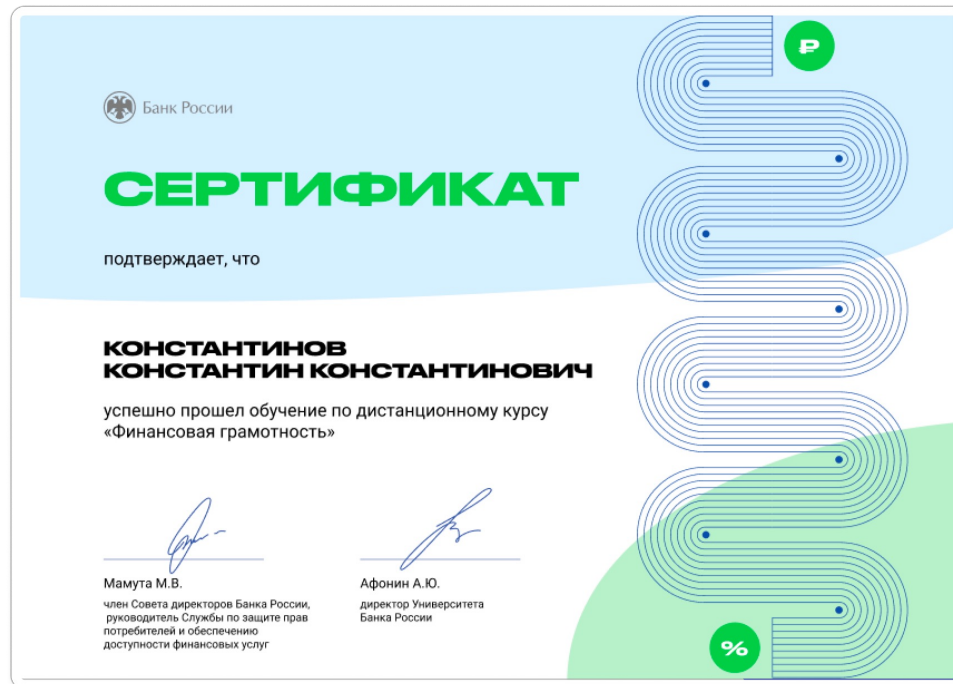 Банк России
₽
СЕРТИФИКАТ
подтверждает, что
КОНСТАНТИНОВ
КОНСТАНТИН КОНСТАНТИНОВИЧ
успешно прошел обучение по дистанционному курсу
«Финансовая грамотность»
Мамута М.В.
член Совета директоров Банка России,
руководитель Службы по защите прав
потребителей и обеспечению
доступности финансовых услуг
Афонин А.Ю.
директор Университета
Банка России
%